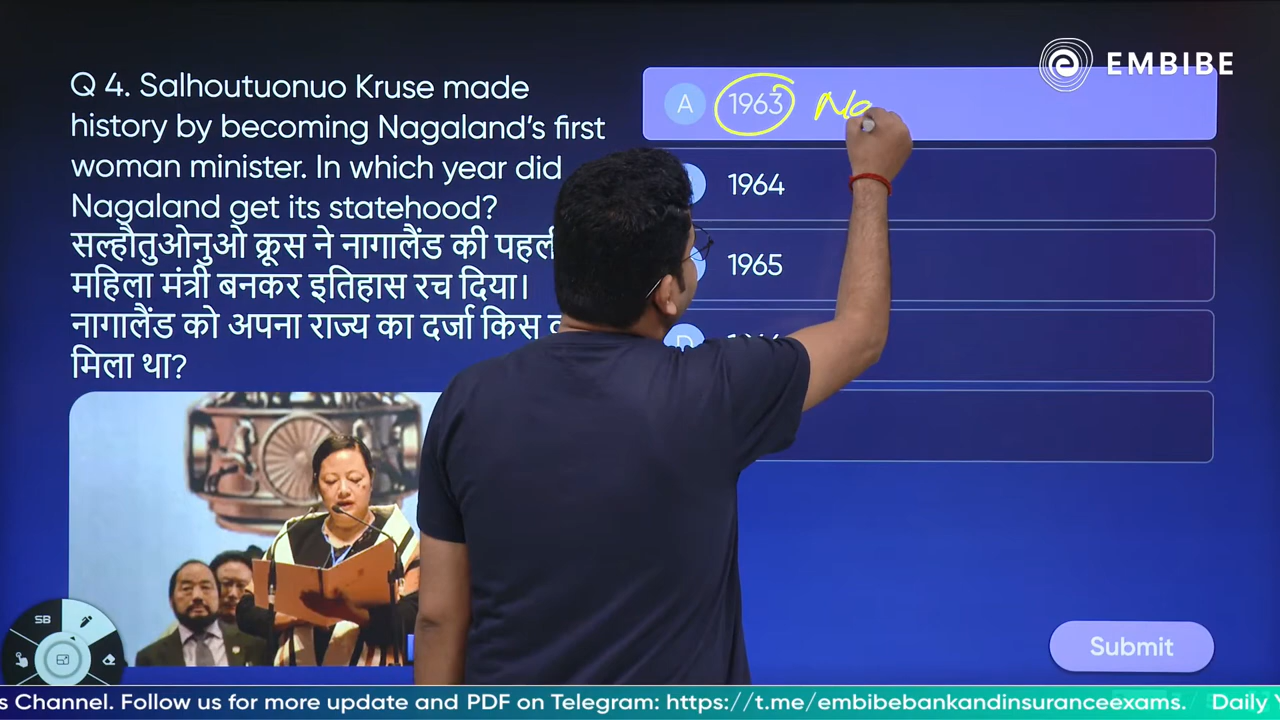 EMBIBE
Q 4. Salhoutuonuo Kruse made
history by becoming Nagaland's first
woman minister. In which year did
Nagaland get its statehood?
सल्हौतुओनुओ क्रूस ने नागालैंड की
महिला मंत्री बनकर इतिहास रच दिया।
नागालैंड को अपना राज्य का दर्जा किस
मिला था?
A 1963 No
1964
1965
D
SB
Submit
s Channel. Follow us for more update and PDF on Telegram: https://t.me/embibebankandinsuranceexams. Daily